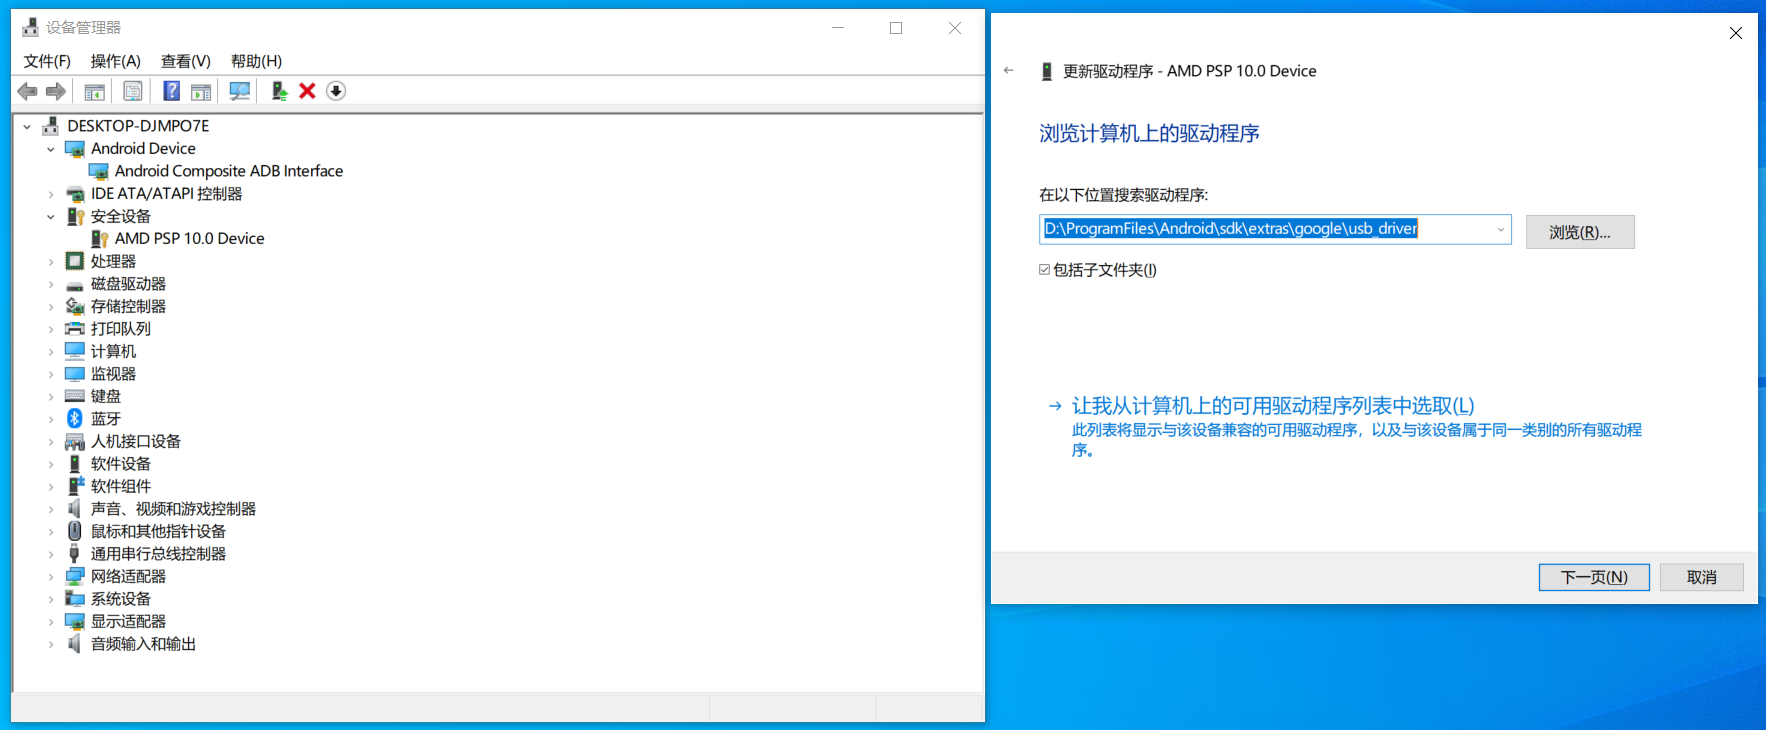 设备管理器
文件(F) 操作(A) 查看(V) 帮助(H)
DESKTOP-DJMPO7E
Android Device
Android Composite ADB Interface
IDE ATA/ATAPI 控制器
安全设备
AMD PSP 10.0 Device
处理器
磁盘驱动器
存储控制器
打印队列
计算机
监视器
键盘
蓝牙
人机接口设备
软件设备
软件组件
声音、视频和游戏控制器
鼠标和其他指针设备
通用串行总线控制器
网络适配器
系统设备
显示适配器
音频输入和输出
更新驱动程序 - AMD PSP 10.0 Device
浏览计算机上的驱动程序
在以下位置搜索驱动程序:
D:\ProgramFiles\Android\sdk\extras\google\usb_driver
浏览(R)...
包括子文件夹(I)
让我从计算机上的可用驱动程序列表中选取(L)
此列表将显示与该设备兼容的可用驱动程序，以及与该设备属于同一类别的所有驱动程
序。
下一页(N) 取消